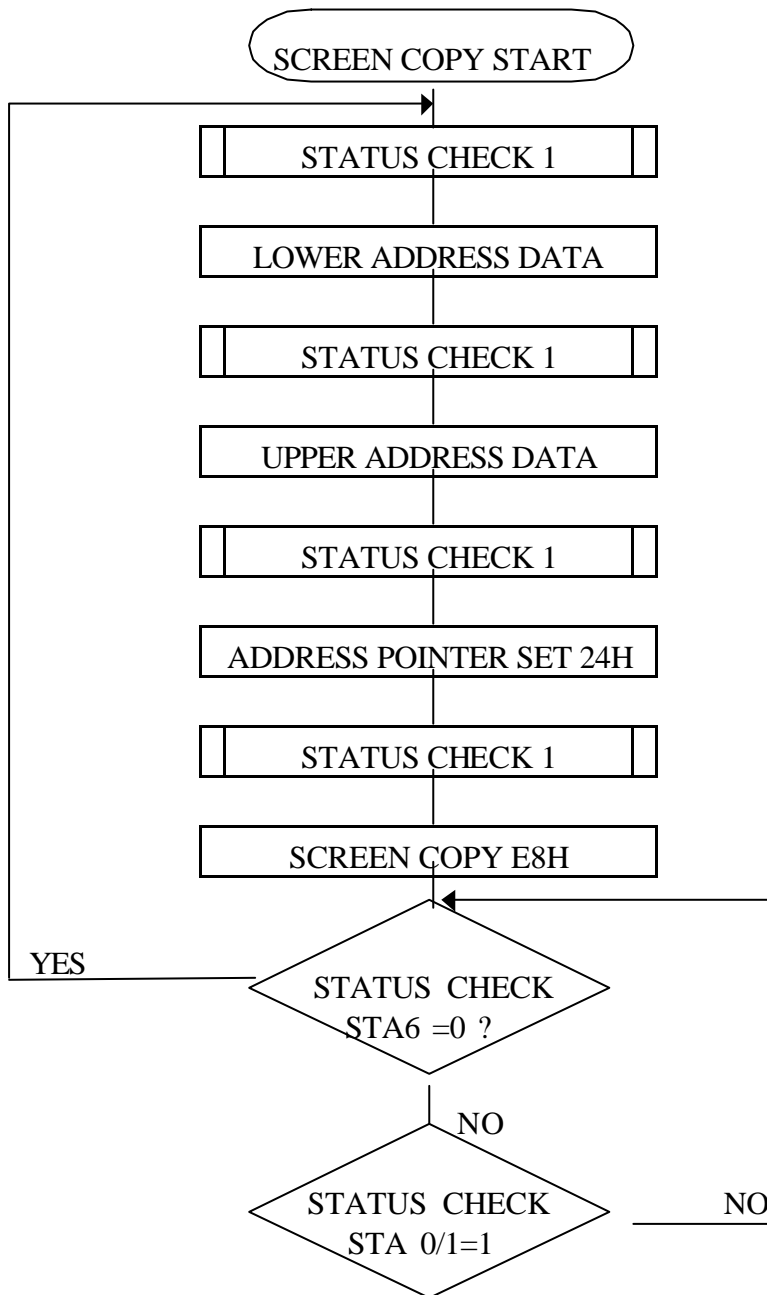 SCREEN COPY START
STATUS CHECK 1
LOWER ADDRESS DATA
STATUS CHECK 1
UPPER ADDRESS DATA
STATUS CHECK 1
ADDRESS POINTER SET 24H
STATUS CHECK 1
SCREEN COPY E8H
YES
STATUS CHECK
STA6 =0 ?
NO
STATUS CHECK
STA 0/1=1
NO